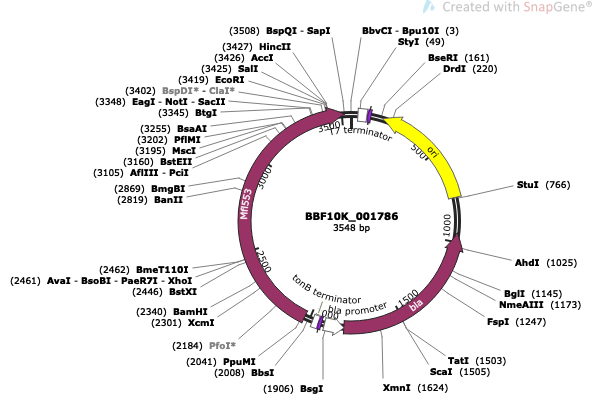 Created with SnapGene®
(3508) BspQI - SapI
BbvCI - Bpu10I (3)
StyI (49)
(3427) HincII
(3426) AccI
(3425) SalI
(3419) EcoRI
(3402) BspDI* - ClaI*
(3348) EagI - NotI - SacII
(3345) BtgI
BseRI (161)
DrdI (220)
(3255) BsaAI
(3202) PflMI
(3195) MscI
(3160) BstEII
(3105) AflIII - PciI
(2869) BmgBI
(2819) BanII
StuI (766)
3500
T7 terminator
ori
500
3000
Mfl553
BBF10K_001786
3548 bp
1000
AhdI (1025)
BglI (1145)
NmeAIII (1173)
FspI (1247)
(2462) BmeT110I
(2461) AvaI - BsoBI - PaeR7I - XhoI
(2446) BstXI
2500
tonB terminator
bla promoter
1500
bla
(2340) BamHI
(2301) XcmI
(2184) PfoI*
(2041) PpuMI
(2008) BbsI
(1906) BsgI
TatI (1503)
ScaI (1505)
XmnI (1624)